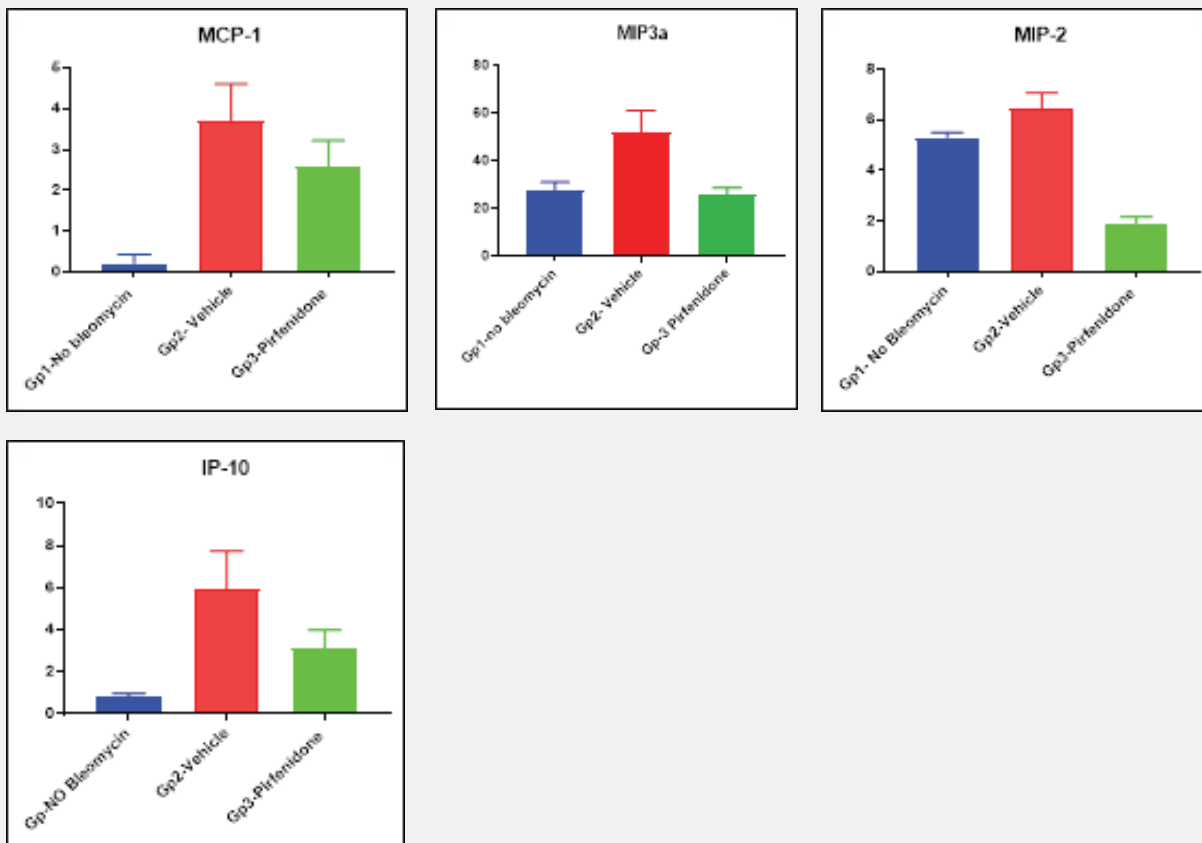 MCP-1
5
4
3
2
1
0
Gp1-No bleomycin
Gp2- Vehicle
Gp3-Pirfenidone
MIP3a
80
60
40
20
0
Gp1-no bleomycin
Gp2- Vehicle
Gp-3 Pirfenidone
MIP-2
8
6
4
2
0
Gp1- No Bleomycin
Gp2-Vehicle
Gp3-Pirfenidone
IP-10
10
8
6
4
2
0
Gp-NO Bleomycin
Gp2-Vehicle
Gp3-Pirfenidone